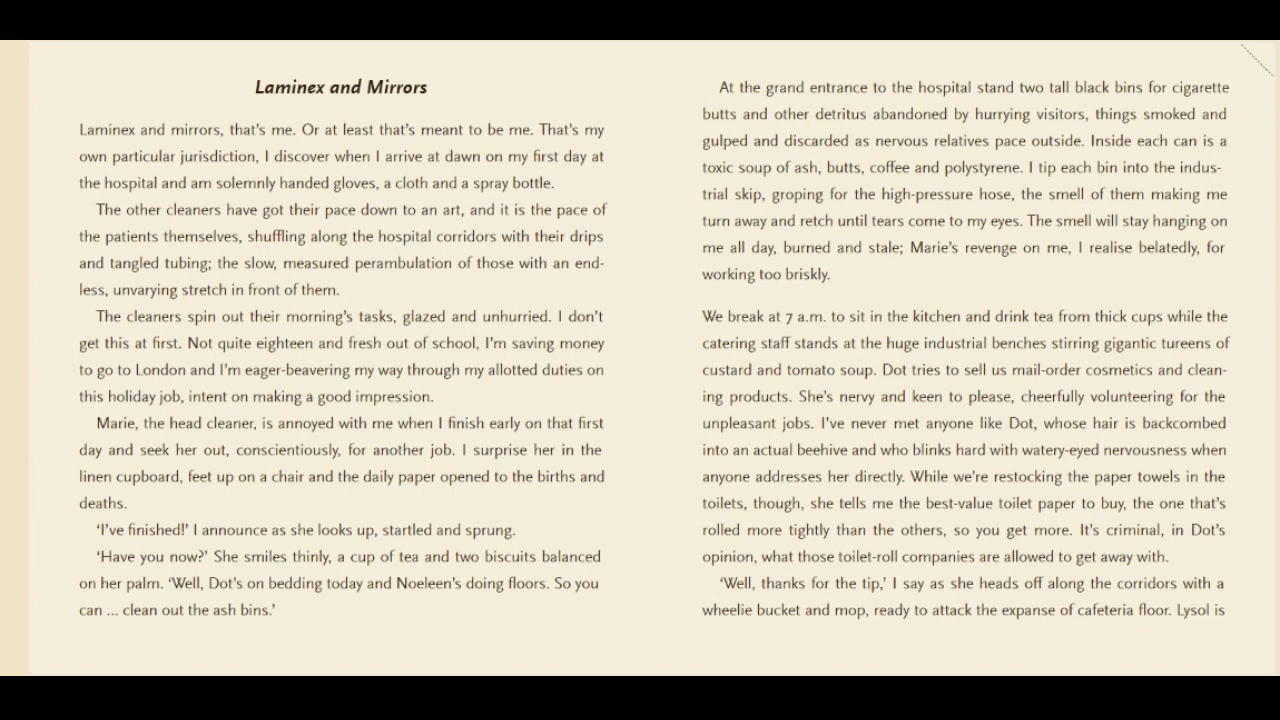 Laminex and Mirrors
Laminex and mirrors, that's me. Or at least that's meant to be me. That's my
own particular jurisdiction, I discover when I arrive at dawn on my first day at
the hospital and am solemnly handed gloves, a cloth and a spray bottle.
The other cleaners have got their pace down to an art, and it is the pace of
the patients themselves, shuffling along the hospital corridors with their drips
and tangled tubing; the slow, measured perambulation of those with an end-
less, unvarying stretch in front of them.
The cleaners spin out their morning's tasks, glazed and unhurried. I don't
get this at first. Not quite eighteen and fresh out of school, I'm saving money
to go to London and I'm eager-beavering my way through my allotted duties on
this holiday job, intent on making a good impression.
Marie, the head cleaner, is annoyed with me when I finish early on that first
day and seek her out, conscientiously, for another job. I surprise her in the
linen cupboard, feet up on a chair and the daily paper opened to the births and
deaths.
‘I've finished!’ I announce as she looks up, startled and sprung.
‘Have you now?’ She smiles thinly, a cup of tea and two biscuits balanced
on her palm. ‘Well, Dot's on bedding today and Noeleen's doing floors. So you
can ... clean out the ash bins.’
At the grand entrance to the hospital stand two tall black bins for cigarette
butts and other detritus abandoned by hurrying visitors, things smoked and
gulped and discarded as nervous relatives pace outside. Inside each can is a
toxic soup of ash, butts, coffee and polystyrene. I tip each bin into the indus-
trial skip, groping for the high-pressure hose, the smell of them making me
turn away and retch until tears come to my eyes. The smell will stay hanging on
me all day, burned and stale; Marie's revenge on me, I realise belatedly, for
working too briskly.
We break at 7 a.m. to sit in the kitchen and drink tea from thick cups while the
catering staff stands at the huge industrial benches stirring gigantic tureens of
custard and tomato soup. Dot tries to sell us mail-order cosmetics and clean-
ing products. She's nervy and keen to please, cheerfully volunteering for the
unpleasant jobs. I've never met anyone like Dot, whose hair is backcombed
into an actual beehive and who blinks hard with watery-eyed nervousness when
anyone addresses her directly. While we're restocking the paper towels in the
toilets, though, she tells me the best-value toilet paper to buy, the one that's
rolled more tightly than the others, so you get more. It's criminal, in Dot's
opinion, what those toilet-roll companies are allowed to get away with.
‘Well, thanks for the tip,’ I say as she heads off along the corridors with a
wheelie bucket and mop, ready to attack the expanse of cafeteria floor. Lysol is